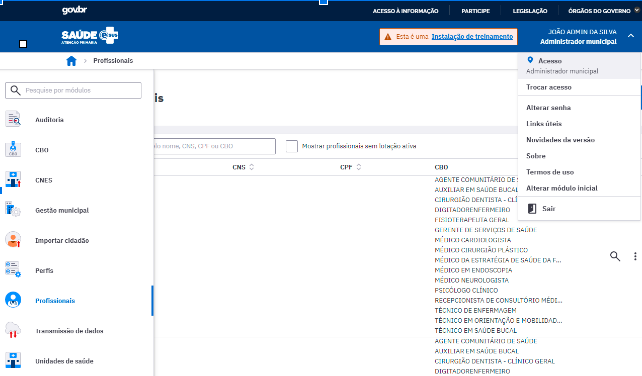 gov.br
ACESSO À INFORMAÇÃO
PARTICIPE
LEGISLAÇÃO
ÓRGÃOS DO GOVERNO
SAÚDE
ATENÇÃO PRIMÁRIA
Esta é uma Instalação de treinamento
JOÃO ADMIN DA SILVA
Administrador municipal
Profissionais
Acesso
Administrador municipal
Trocar acesso
Alterar senha
Links úteis
Novidades da versão
Sobre
Termos de uso
Alterar módulo inicial
Sair
Pesquise por módulos
Auditoria
CBO
CNES
Gestão municipal
Importar cidadão
Perfis
Profissionais
Transmissão de dados
Unidades de saúde
is
nome, CNS, CPF ou CBO
Mostrar profissionais sem lotação ativa
CNS
CPF
CBO
AGENTE COMUNITÁRIO DE S
AUXILIAR EM SAÚDE BUCAL
CIRURGIÃO DENTISTA - CLÍNI
DIGITADORENFERMEIRO
FISIOTERAPEUTA GERAL
GERENTE DE SERVIÇOS DE SAÚDE
MÉDICO CARDIOLOGISTA
MÉDICO CIRURGIÃO PLÁSTICO
MÉDICO DA ESTRATÉGIA DE SAÚDE DA F...
MÉDICO EM ENDOSCOPIA
MÉDICO NEUROLOGISTA
PSICÓLOGO CLÍNICO
RECEPCIONISTA DE CONSULTÓRIO MÉDI...
TÉCNICO DE ENFERMAGEM
TÉCNICO EM ORIENTAÇÃO E MOBILIDAD...
TÉCNICO EM SAÚDE BUCAL
AGENTE COMUNITÁRIO DE SAÚDE
AUXILIAR EM SAÚDE BUCAL
CIRURGIÃO DENTISTA - CLÍNICO GERAL
DIGITADORENFERMEIRO